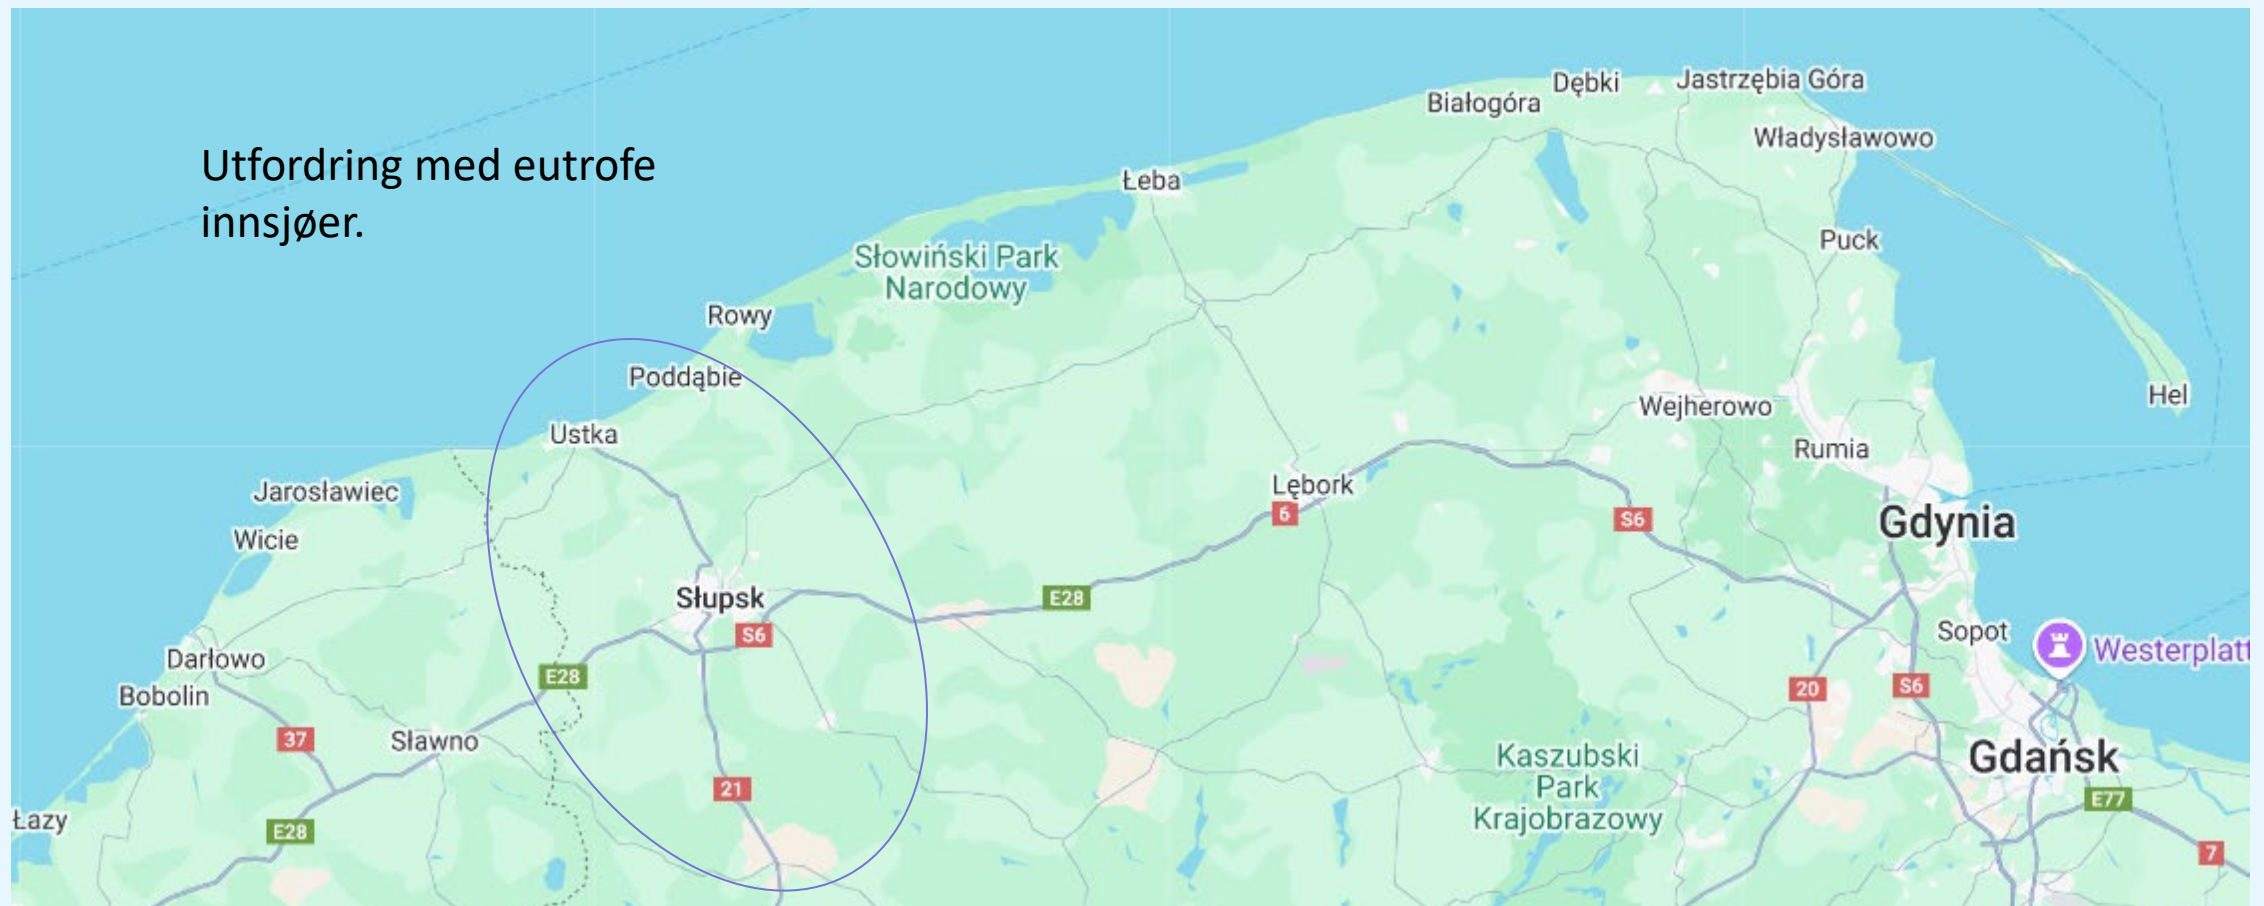 Utfordring med eutrofe
innsjøer.
Dębki
Jastrzębia Góra
Białogóra
Władysławowo
Łeba
Puck
Słowiński Park
Narodowy
Rowy
Poddąbie
Hel
Wejherowo
Ustka
Rumia
Jarosławiec
Lębork
6
S6
Gdynia
Wicie
Słupsk
E28
S6
Sopot
Westerplatt
Darłowo
E28
Bobolin
20
S6
37
Sławno
Kaszubski
Park
Krajobrazowy
Gdańsk
21
E77
Łazy
E28
7